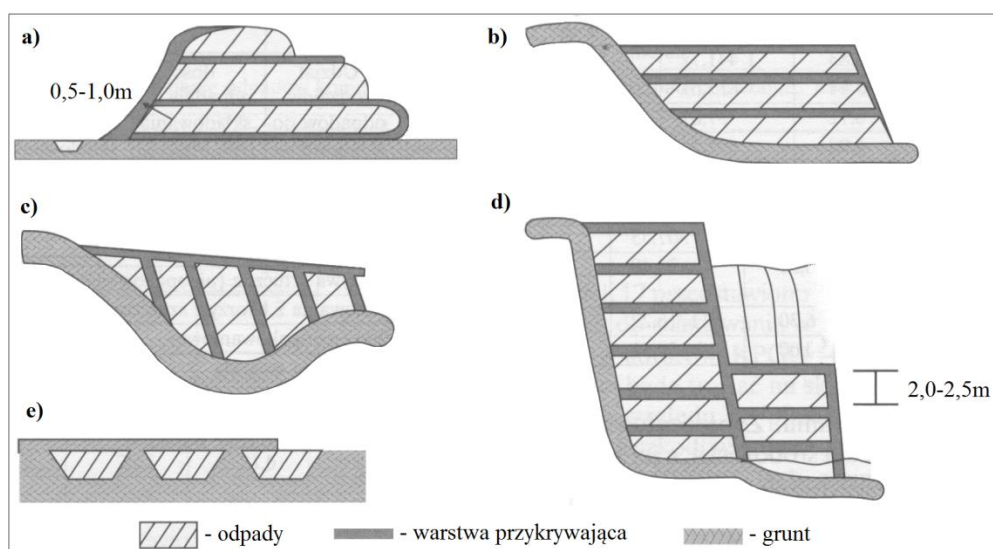 a)
0,5-1,0m
b)
c)
d)
2,0-2,5m
e)
- odpady
- warstwa przykrywająca
- grunt